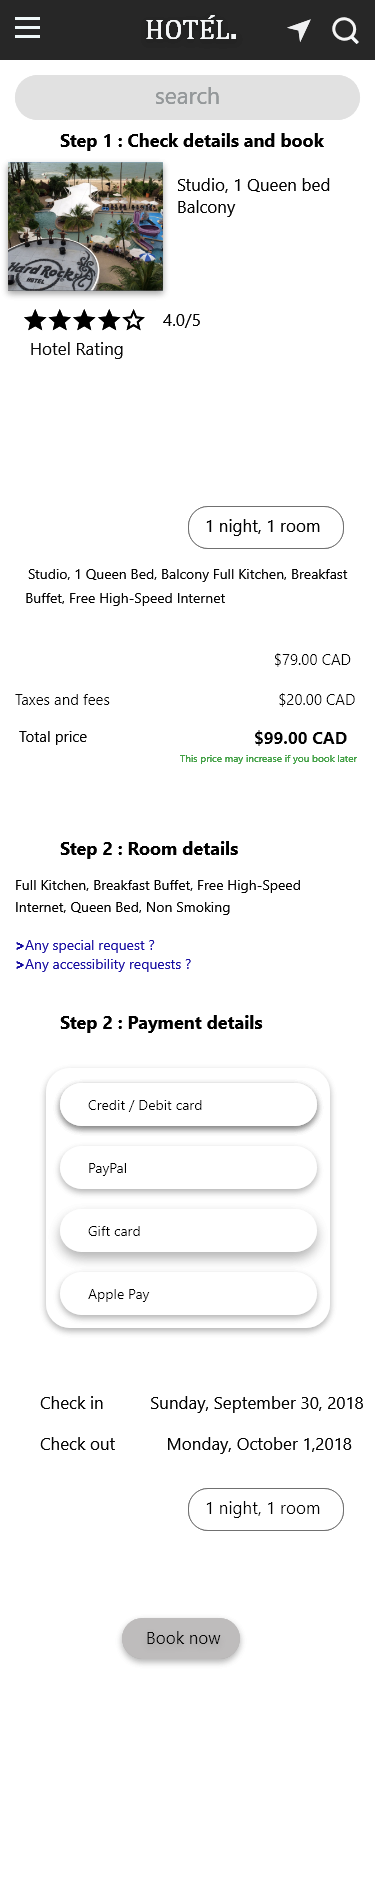 HOTÉL.
search
Step 1 : Check details and book
Studio, 1 Queen bed
Balcony
Hard Rock
HOTEL
4.0/5
Hotel Rating
1 night, 1 room
Studio, 1 Queen Bed, Balcony Full Kitchen, Breakfast
Buffet, Free High-Speed Internet
$79.00 CAD
Taxes and fees $20.00 CAD
Total price $99.00 CAD
This price may increase if you book later
Step 2 : Room details
Full Kitchen, Breakfast Buffet, Free High-Speed
Internet, Queen Bed, Non Smoking
>Any special request ?
>Any accessibility requests ?
Step 2 : Payment details
Credit / Debit card
PayPal
Gift card
Apple Pay
Check in Sunday, September 30, 2018
Check out Monday, October 1,2018
1 night, 1 room
Book now